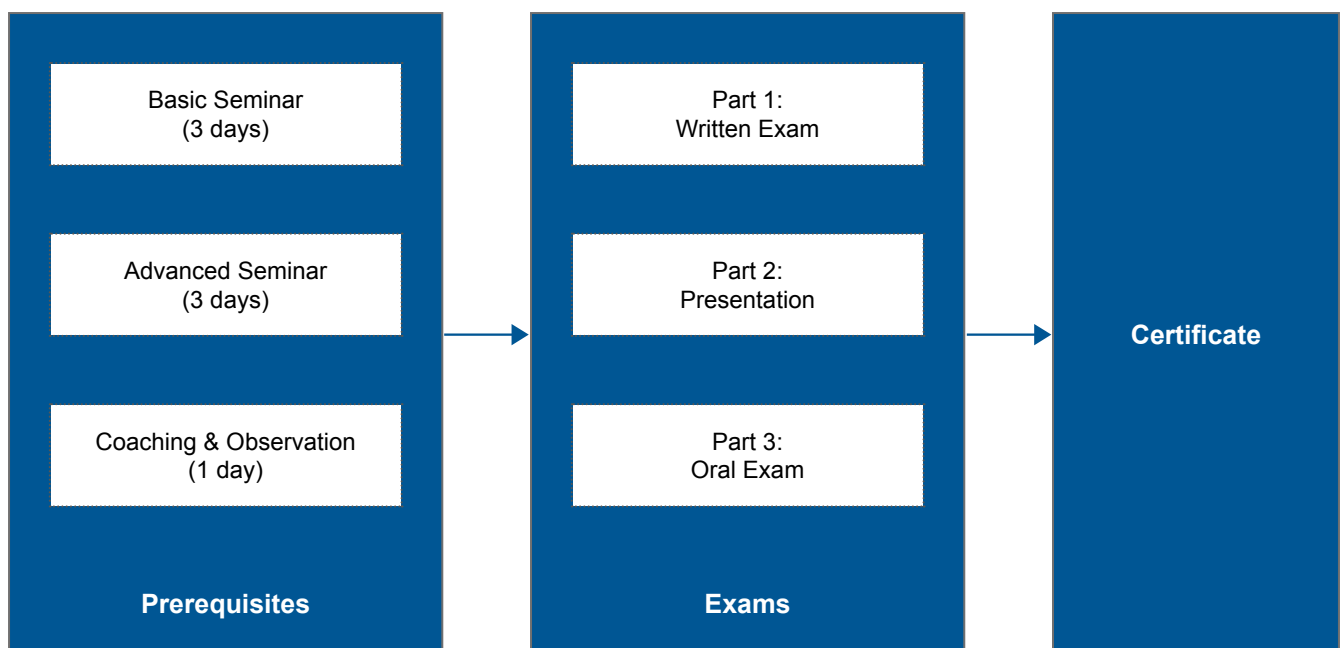 Basic Seminar
(3 days)
Advanced Seminar
(3 days)
Coaching & Observation
(1 day)
Prerequisites
Part 1:
Written Exam
Part 2:
Presentation
Part 3:
Oral Exam
Exams
Certificate